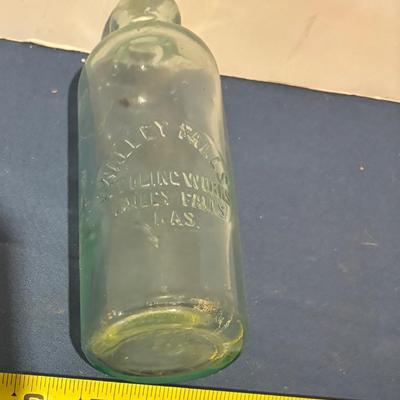 VALLEY FALLS
BOTTLING WORKS
VALLEY FALLS
KAS.